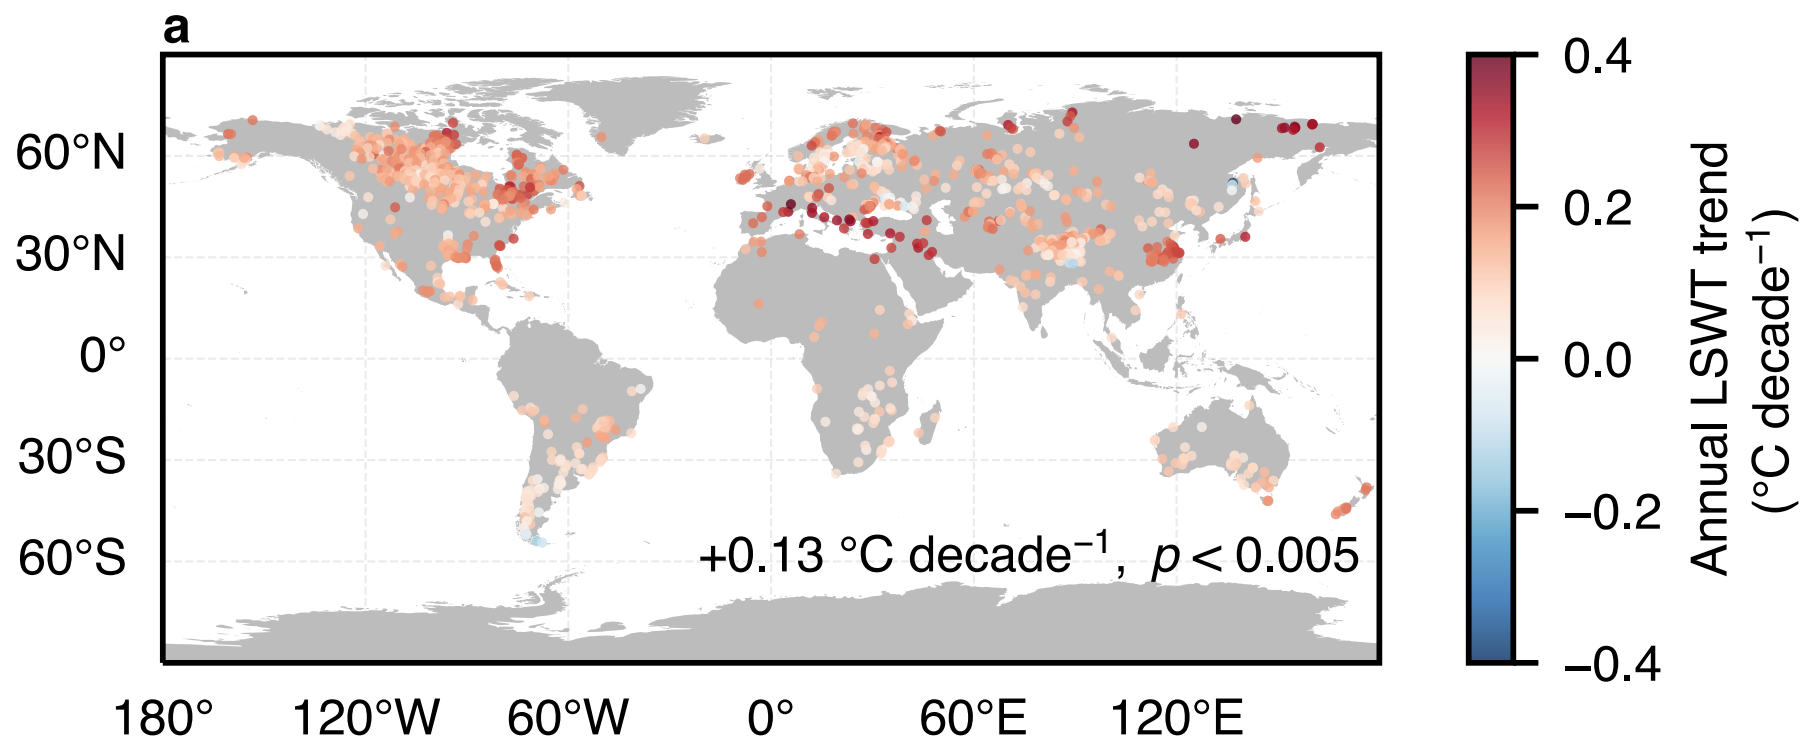 a
60°N
30°N
0°
30°S
60°S
180°
120°W
60°W
0°
60°E
120°E
+0.13 °C decade⁻¹, p < 0.005
0.4
0.2
0.0
−0.2
−0.4
Annual LSWT trend
(°C decade⁻¹)